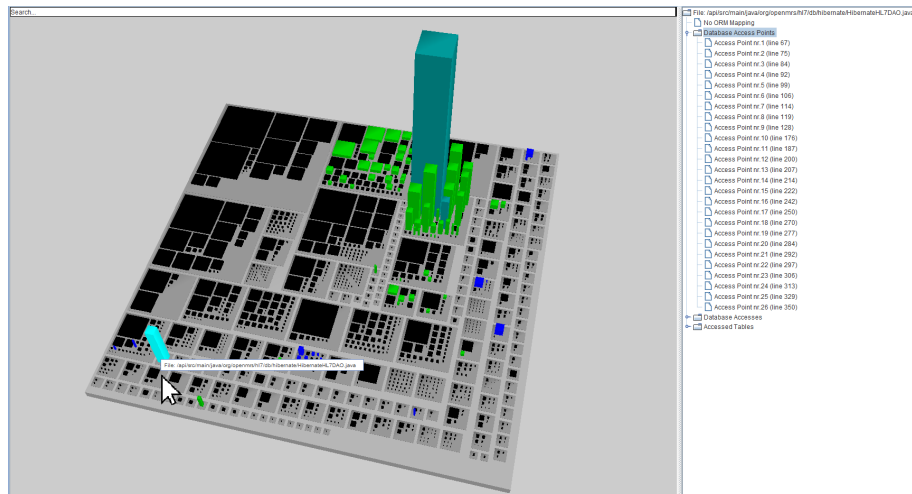 Search...
File: /api/src/main/java/org/openmrs/hl7/db/hibernate/HibernateHL7DAO.java
File: /api/src/main/java/org/openmrs/hl7/db/hibernate/HibernateHL7DAO.java
No ORM Mapping
Database Access Points
Access Point nr.1 (line 67)
Access Point nr.2 (line 75)
Access Point nr.3 (line 84)
Access Point nr.4 (line 92)
Access Point nr.5 (line 99)
Access Point nr.6 (line 106)
Access Point nr.7 (line 114)
Access Point nr.8 (line 119)
Access Point nr.9 (line 128)
Access Point nr.10 (line 176)
Access Point nr.11 (line 187)
Access Point nr.12 (line 200)
Access Point nr.13 (line 207)
Access Point nr.14 (line 214)
Access Point nr.15 (line 222)
Access Point nr.16 (line 242)
Access Point nr.17 (line 250)
Access Point nr.18 (line 270)
Access Point nr.19 (line 277)
Access Point nr.20 (line 284)
Access Point nr.21 (line 292)
Access Point nr.22 (line 297)
Access Point nr.23 (line 306)
Access Point nr.24 (line 313)
Access Point nr.25 (line 329)
Access Point nr.26 (line 350)
Database Accesses
Accessed Tables